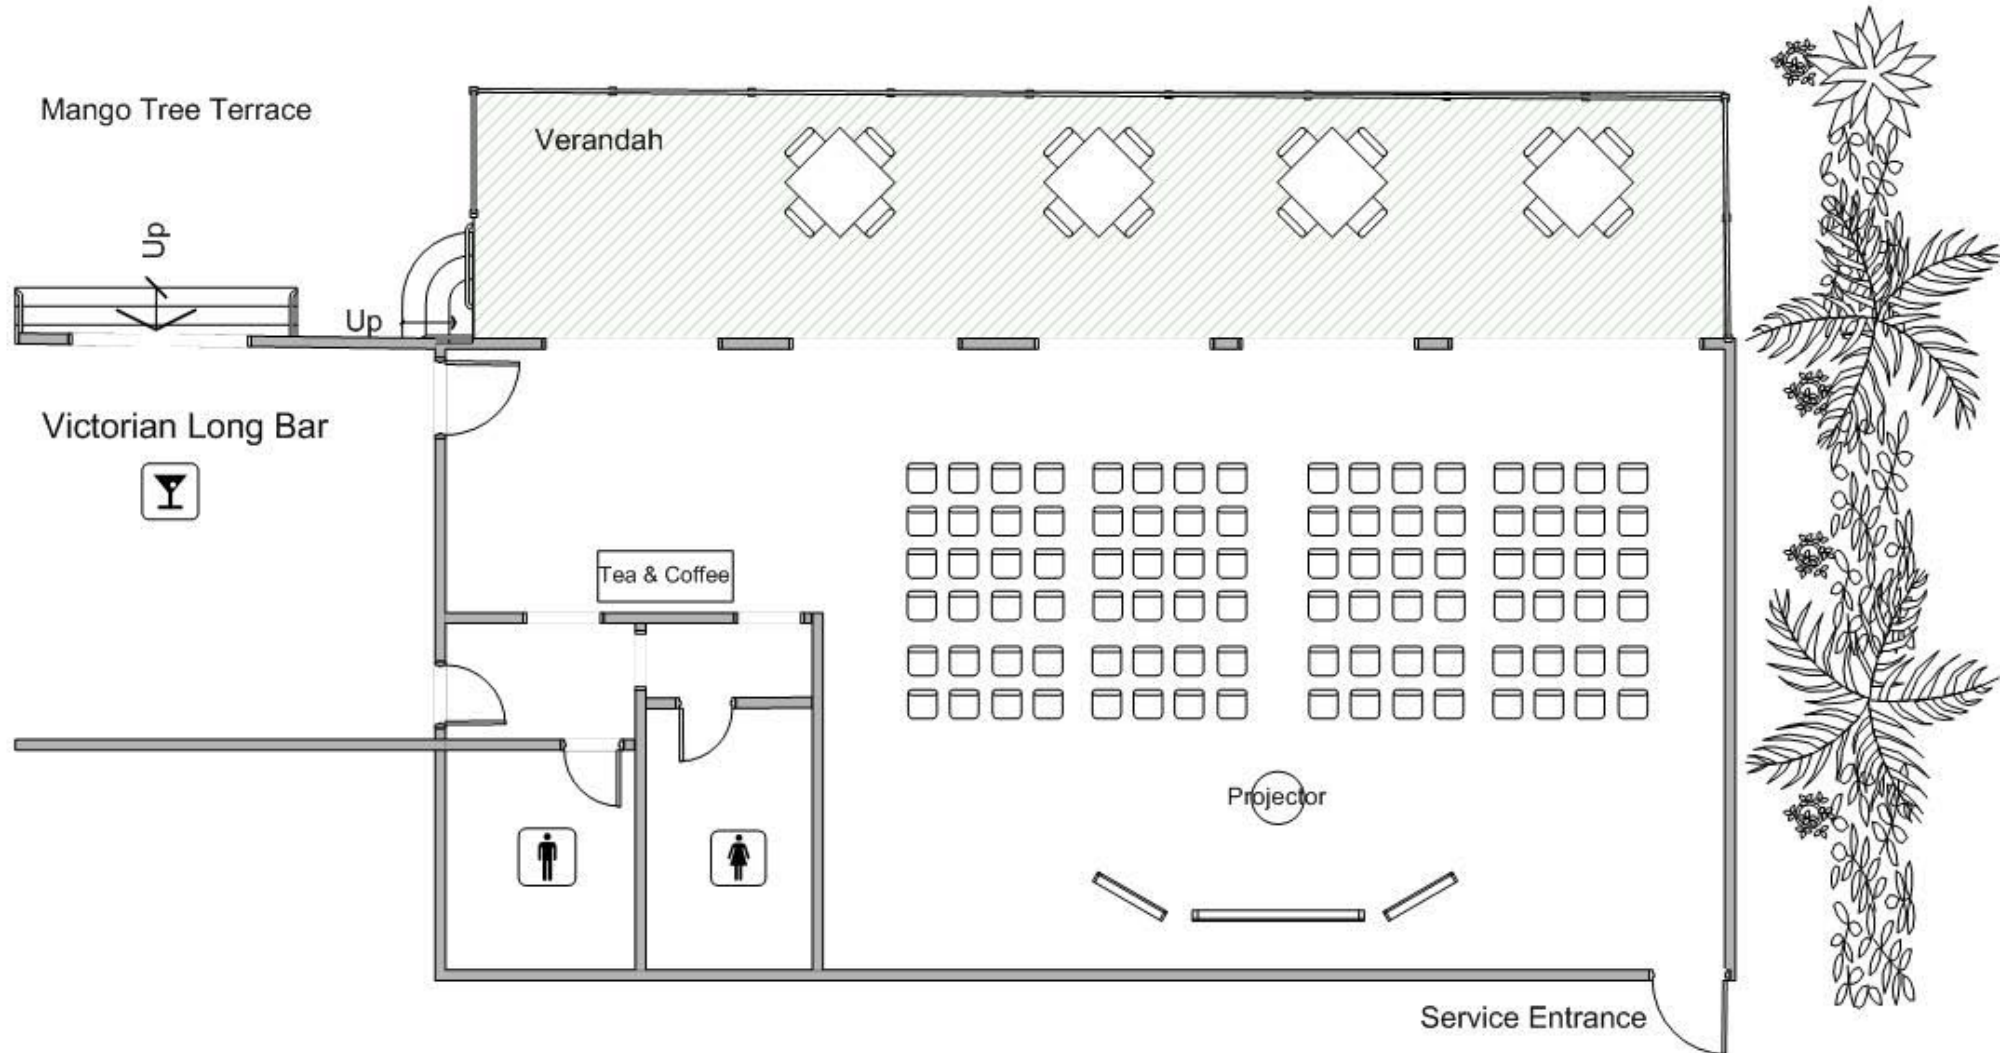 Mango Tree Terrace
Verandah
Up
Up
Victorian Long Bar
Tea & Coffee
Projector
Service Entrance